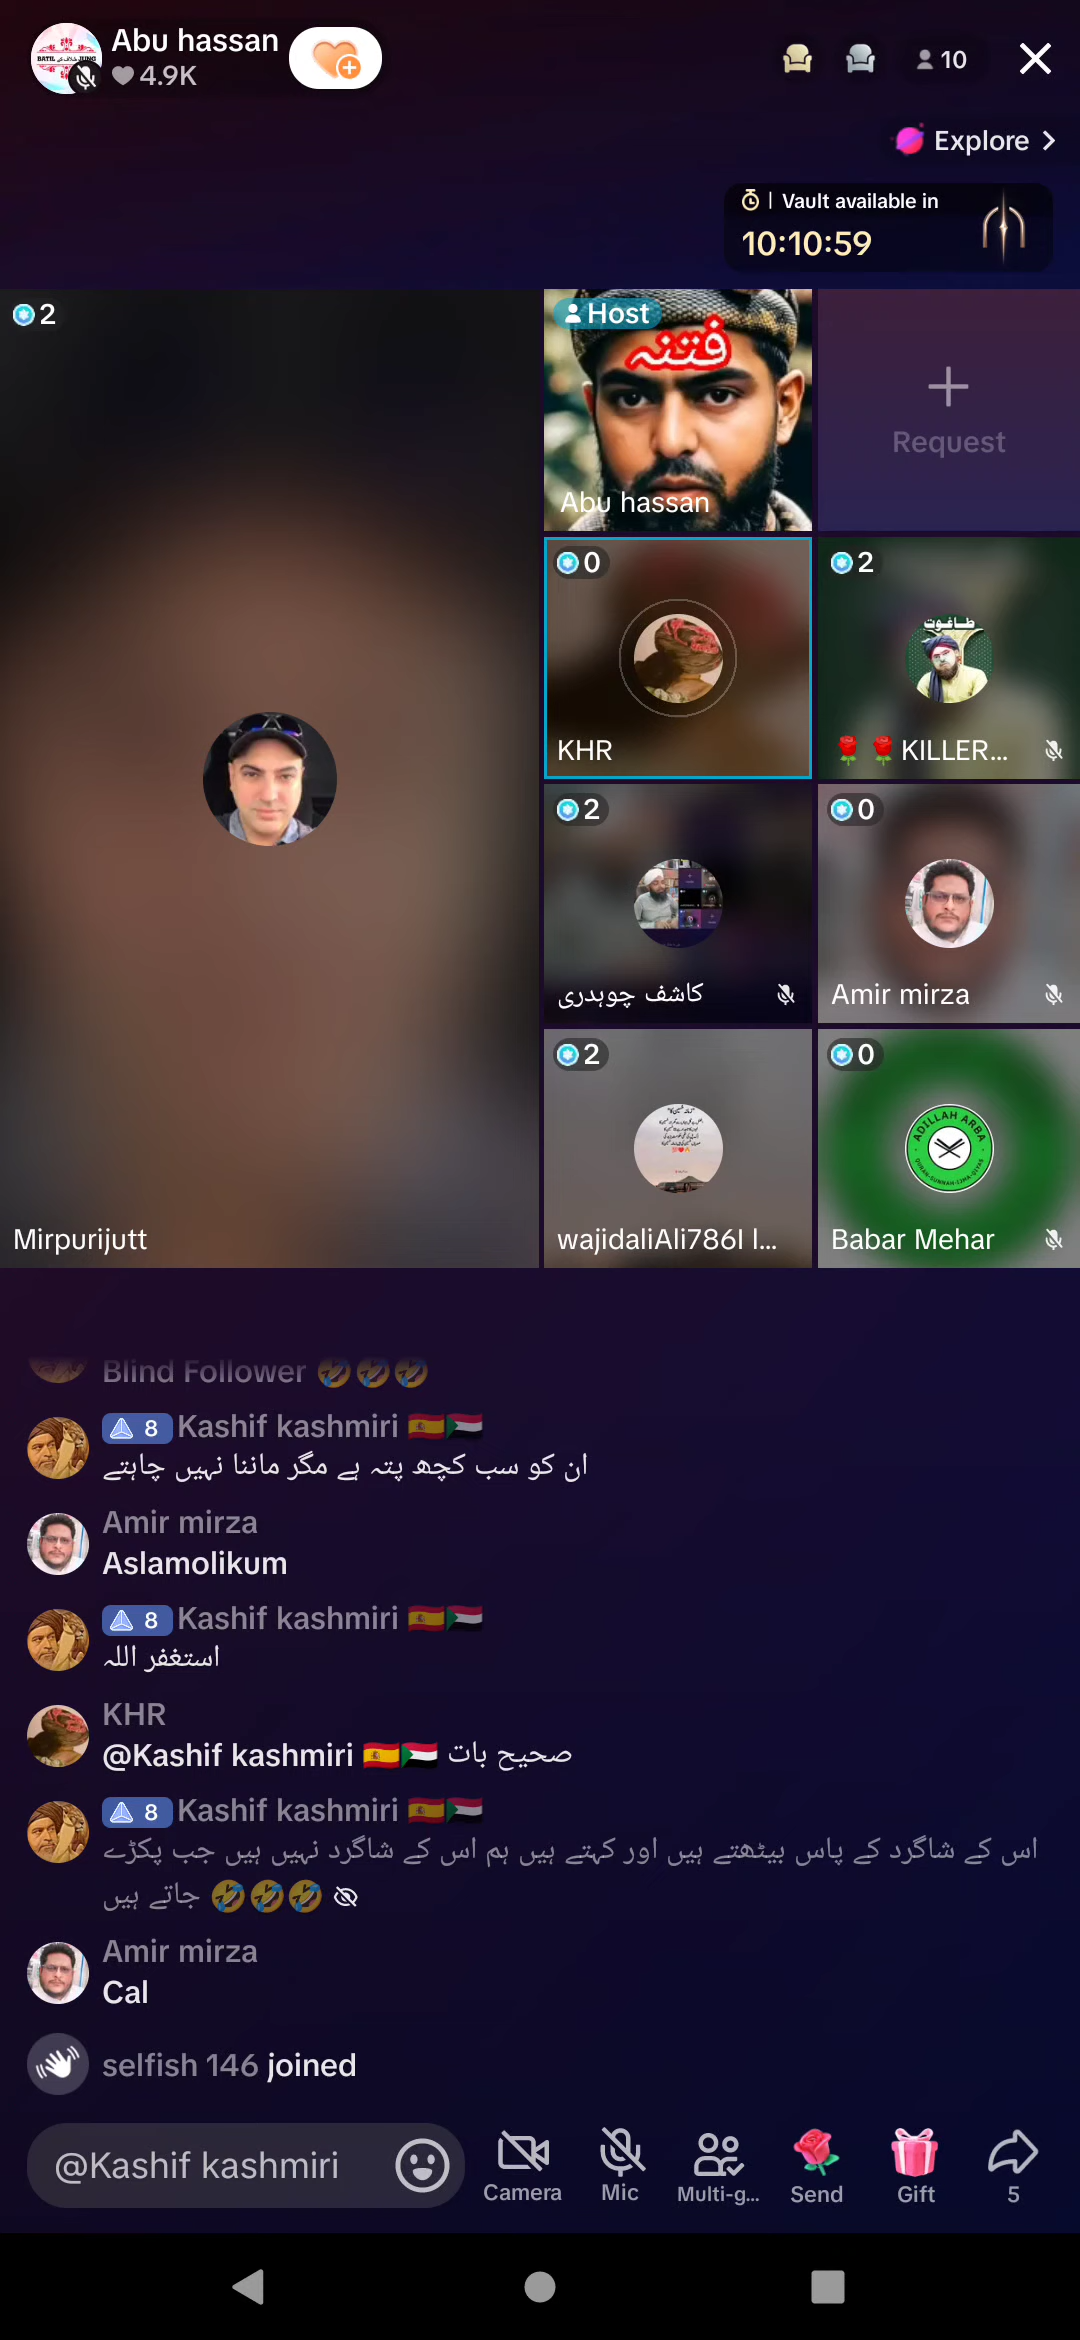 Abu hassan
4.9K
10
Explore
Vault available in
10:10:59
2
Host
فتنہ
Abu hassan
Request
0
KHR
2
طاغوت
🌹🌹KILLER...
2
کاشف چوہدری
0
Amir mirza
2
wajidaliAli786I l...
0
ADILLAH ARBA
Babar Mehar
Mirpurijutt
Blind Follower 🤣🤣🤣
8 Kashif kashmiri 🇪🇸🇸🇩
ان کو سب کچھ پتہ ہے مگر ماننا نہیں چاہتے
Amir mirza
Aslamolikum
8 Kashif kashmiri 🇪🇸🇸🇩
استغفر اللہ
KHR
@Kashif kashmiri 🇪🇸🇸🇩 صحیح بات
8 Kashif kashmiri 🇪🇸🇸🇩
اس کے شاگرد کے پاس بیٹھتے ہیں اور کہتے ہیں ہم اس کے شاگرد نہیں ہیں جب پکڑے
جاتے ہیں 🤣🤣🤣
Amir mirza
Cal
selfish 146 joined
@Kashif kashmiri
Camera
Mic
Multi-g...
Send
Gift
5